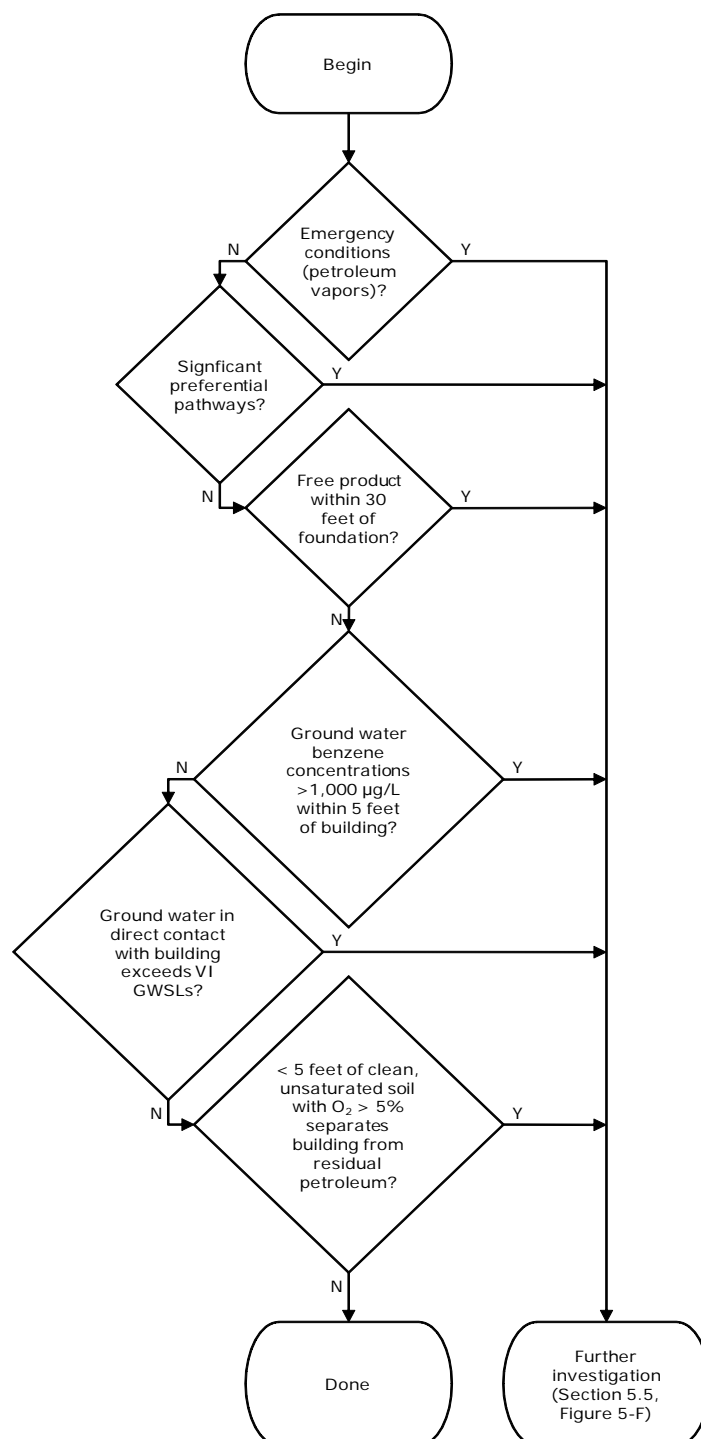 Begin
Emergency
conditions
(petroleum
vapors)?
N
Y
Signficant
preferential
pathways?
Y
N
Free product
within 30
feet of
foundation?
Y
N
Ground water
benzene
concentrations
>1,000 µg/L
within 5 feet
of building?
N
Y
Ground water in
direct contact
with building
exceeds VI
GWSLs?
Y
N
< 5 feet of clean,
unsaturated soil
with O₂ > 5%
separates
building from
residual
petroleum?
Y
N
Done
Further
investigation
(Section 5.5,
Figure 5-F)